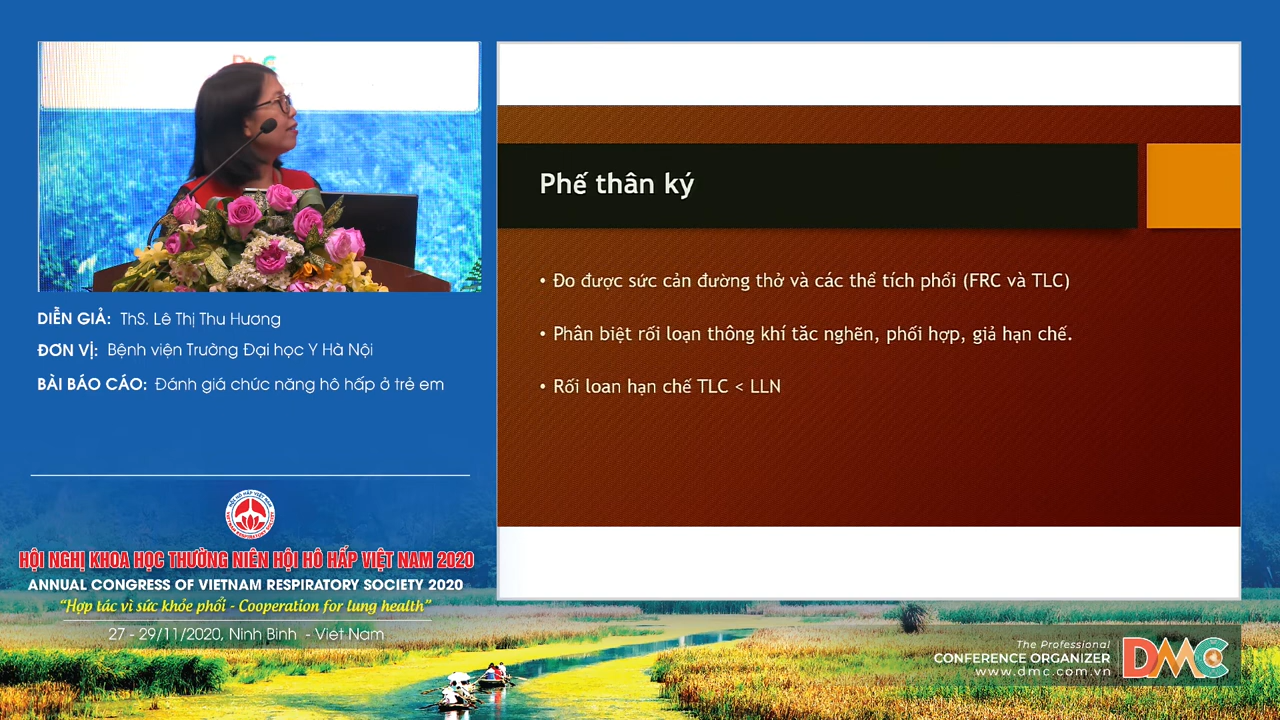 DMC
DIỄN GIẢ: ThS. Lê Thị Thu Hương
ĐƠN VỊ: Bệnh viện Trường Đại học Y Hà Nội
BÀI BÁO CÁO: Đánh giá chức năng hô hấp ở trẻ em
HỘI NGHỊ KHOA HỌC THƯỜNG NIÊN HỘI HÔ HẤP VIỆT NAM 2020
ANNUAL CONGRESS OF VIETNAM RESPIRATORY SOCIETY 2020
“Hợp tác vì sức khỏe phổi - Cooperation for lung health”
27 - 29/11/2020, Ninh Bình - Việt Nam
Phế thân ký
• Đo được sức cản đường thở và các thể tích phổi (FRC và TLC)
• Phân biệt rối loạn thông khí tắc nghẽn, phối hợp, giả hạn chế.
• Rối loan hạn chế TLC < LLN
The Professional
CONFERENCE ORGANIZER
www.dmc.com.vn
DMC